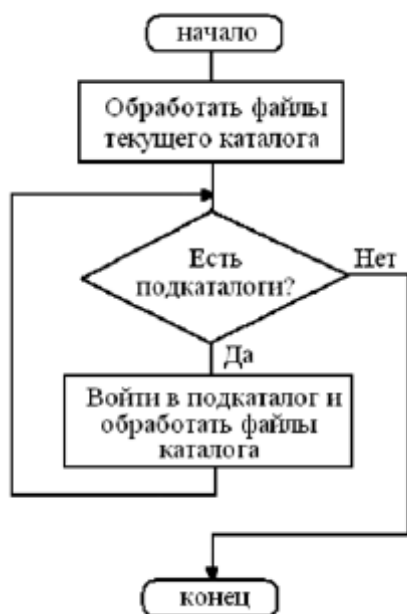 начало
Обработать файлы
текущего каталога
Есть
подкаталоги?
Нет
Да
Войти в подкаталог и
обработать файлы
каталога
конец